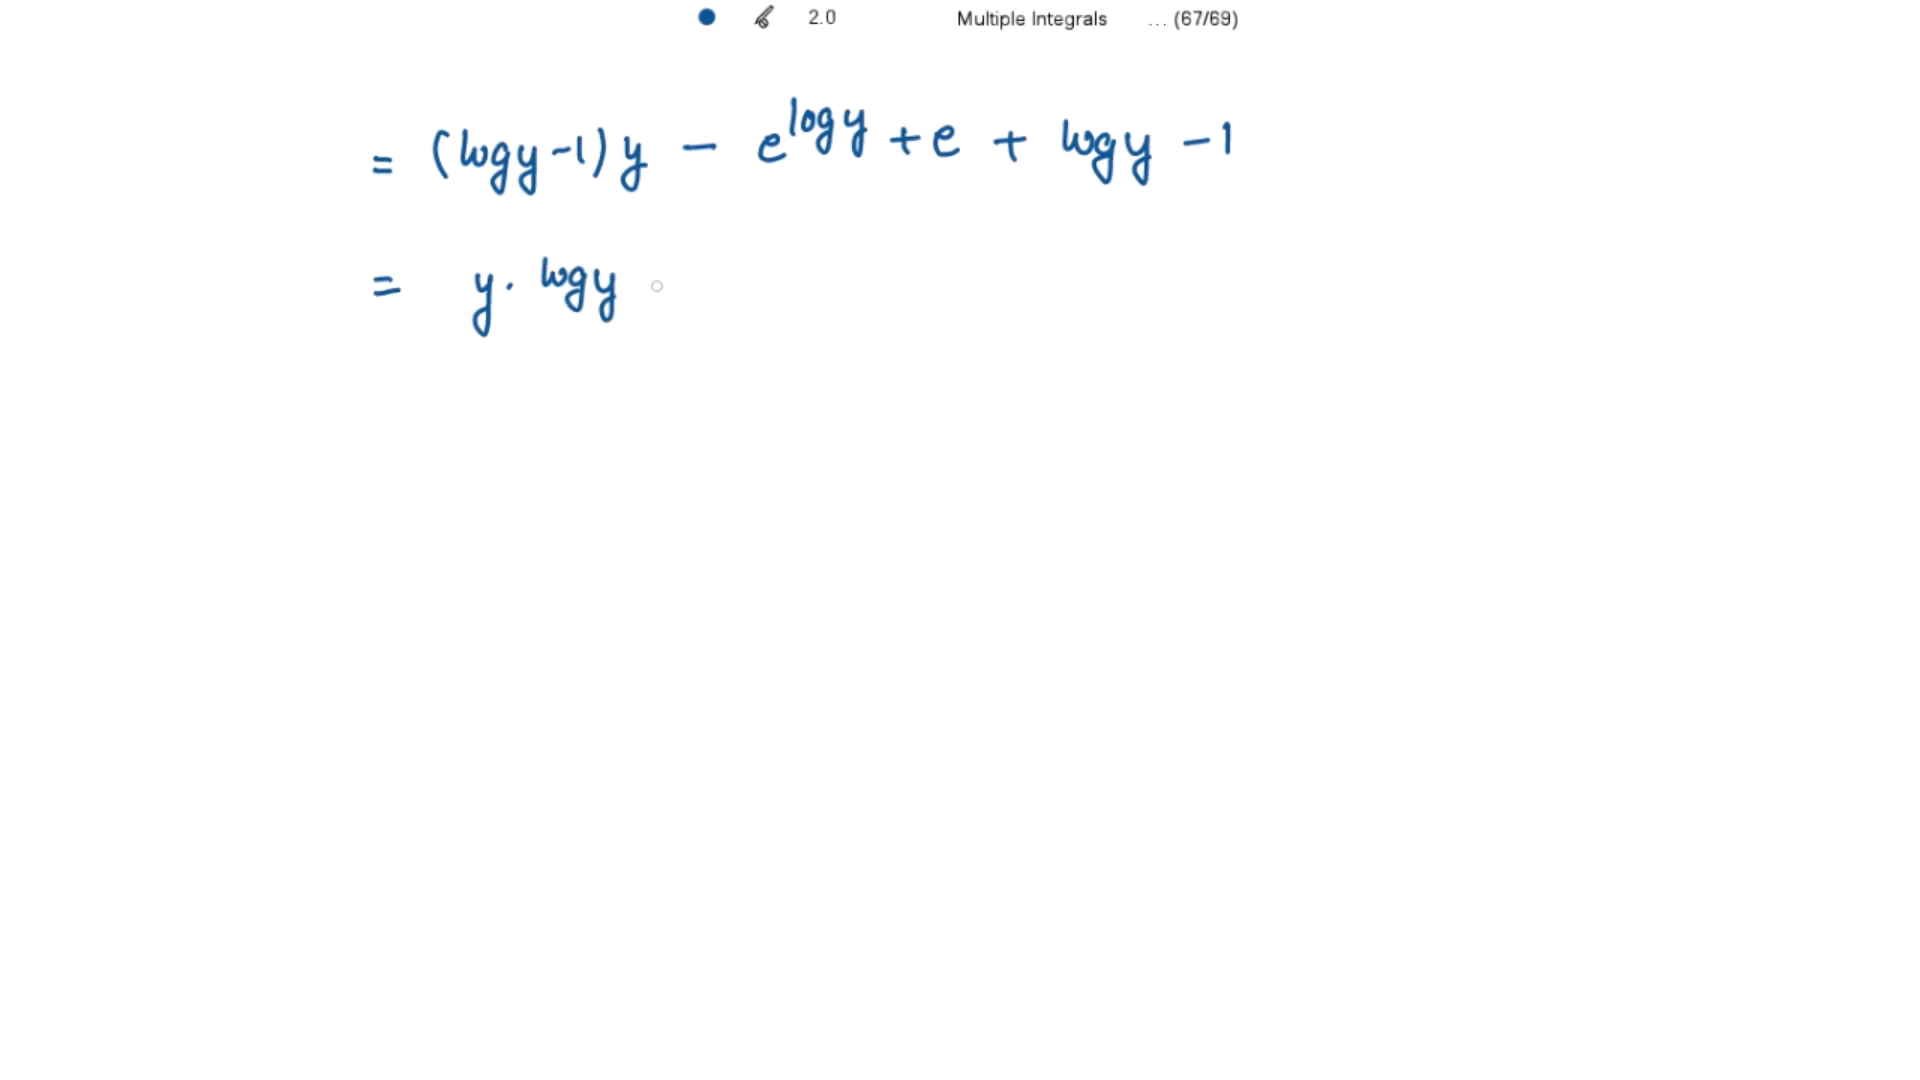 2.0 Multiple Integrals ... (67/69)
= (log y - 1) y - e^{log y} + e + log y - 1
= y · log y